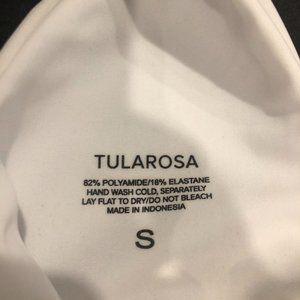 TULAROSA
82% POLYAMIDE/18% ELASTANE
HAND WASH COLD, SEPARATELY
LAY FLAT TO DRY/DO NOT BLEACH
MADE IN INDONESIA
S